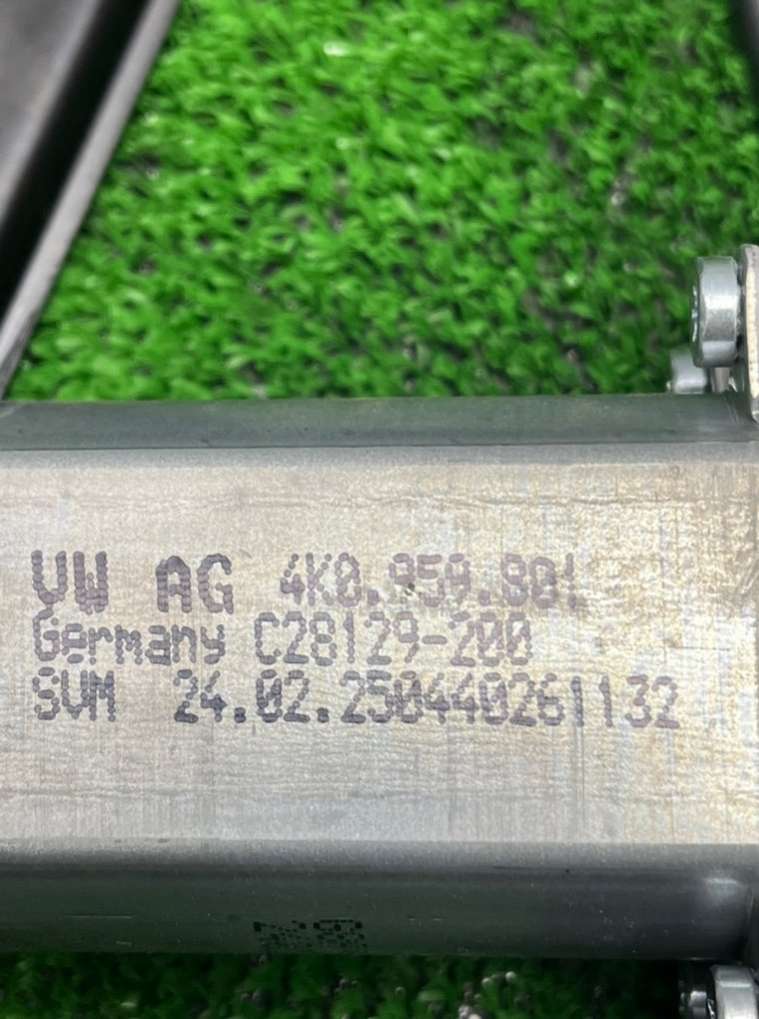 VW AG 4K0.959.801
Germany C28129-200
SVM 24.02.250440261132